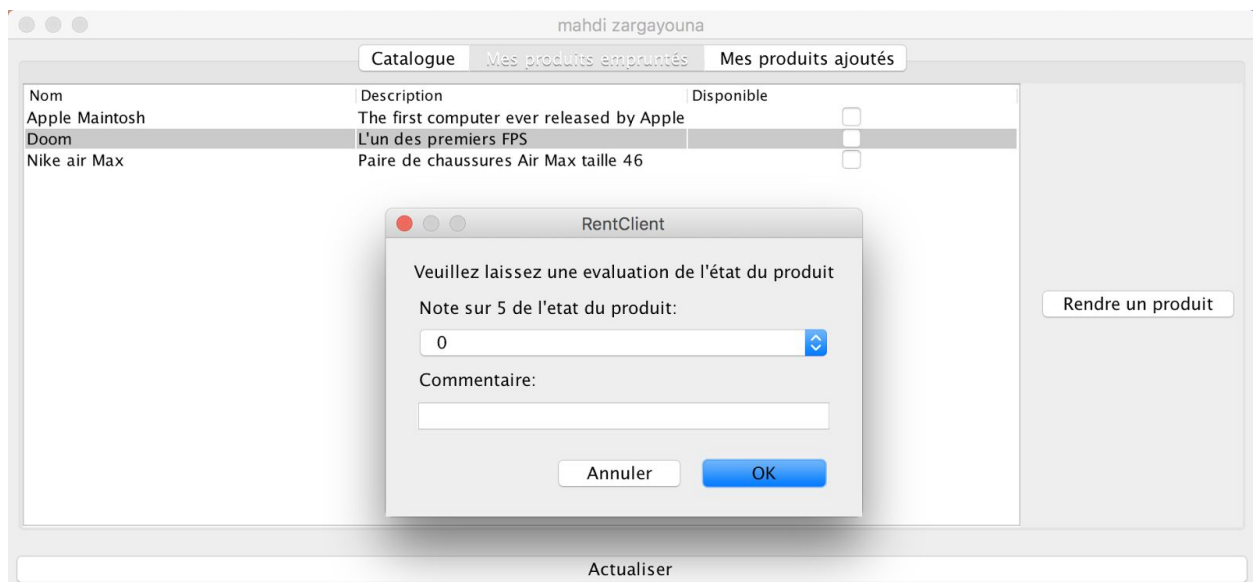 mahdi zargayouna
Catalogue Mes produits empruntés Mes produits ajoutés
Nom Description Disponible
Apple Maintosh The first computer ever released by Apple
Doom L'un des premiers FPS
Nike air Max Paire de chaussures Air Max taille 46
RentClient
Veuillez laissez une evaluation de l'état du produit
Note sur 5 de l'etat du produit:
0
Commentaire:
Annuler OK
Rendre un produit
Actualiser